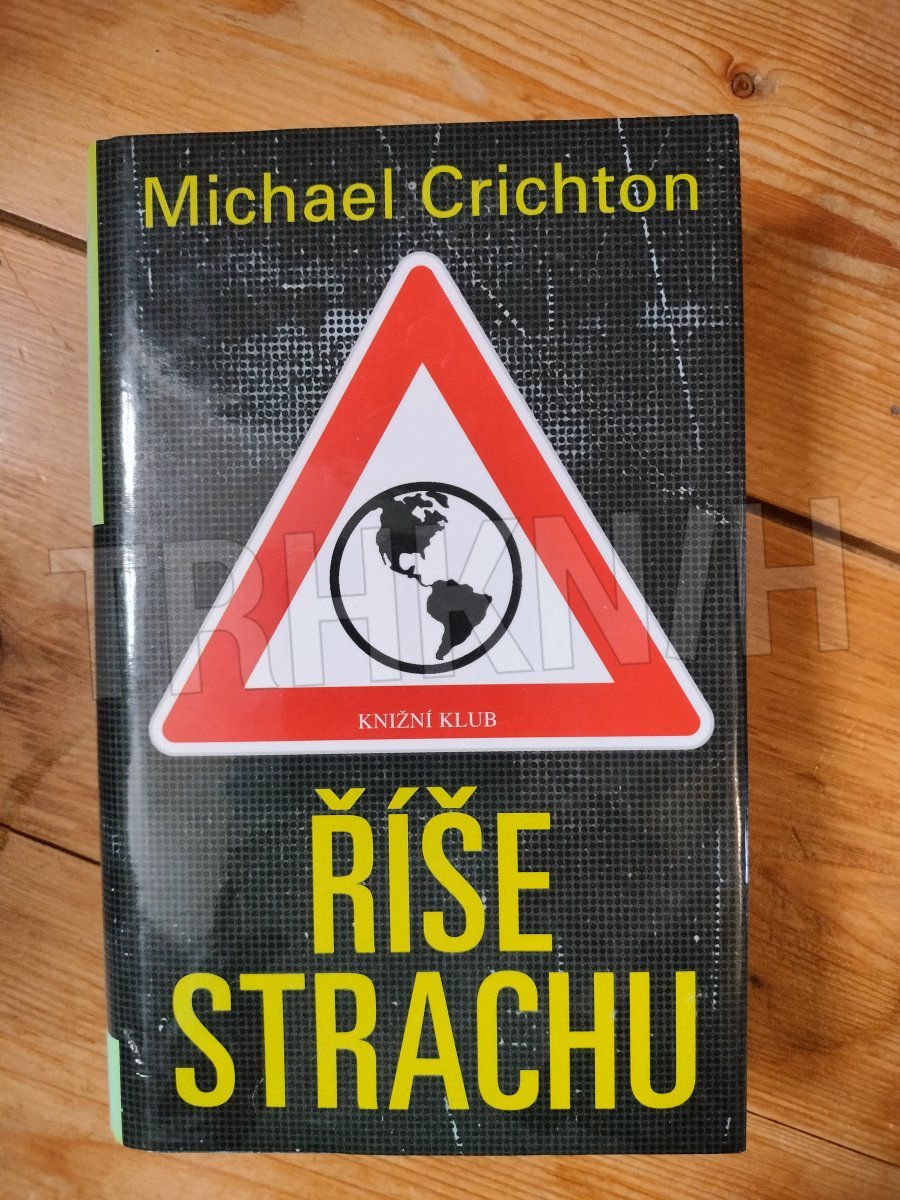 Michael Crichton
KNIŽNÍ KLUB
ŘÍŠE
STRACHU
TRHKNIH